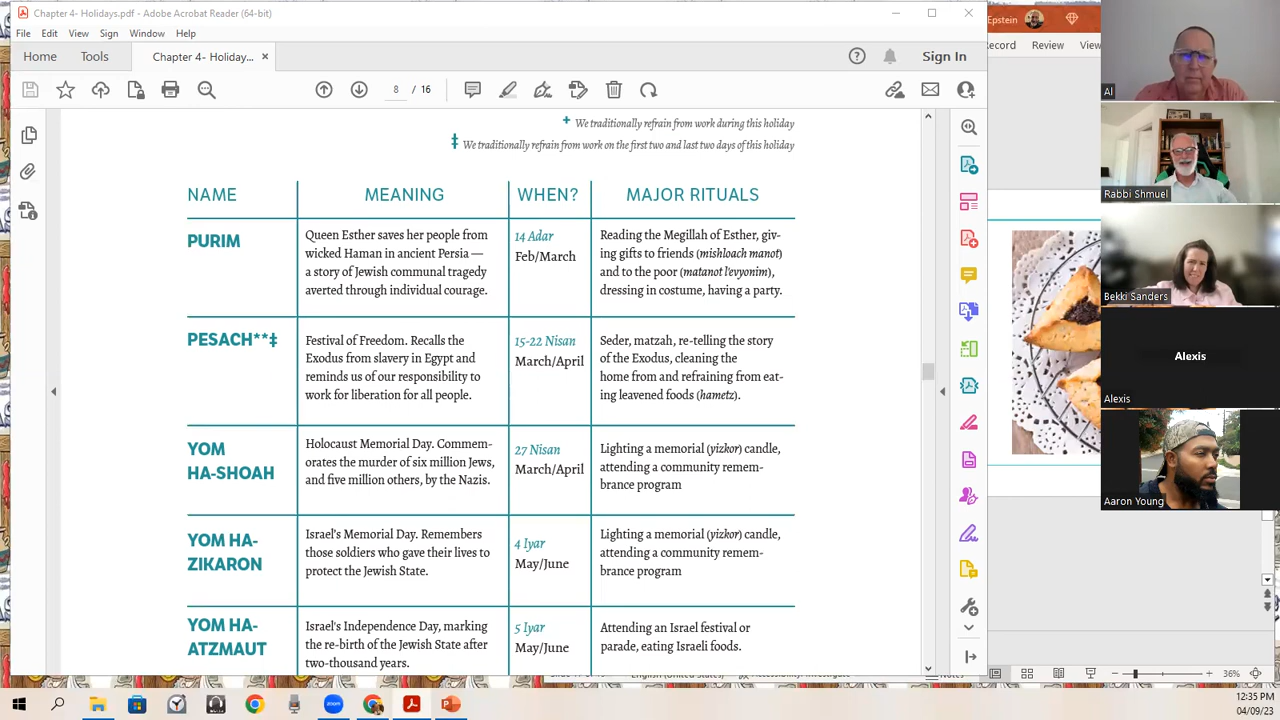 Chapter 4- Holidays.pdf - Adobe Acrobat Reader (64-bit)
File Edit View Sign Window Help
Home Tools Chapter 4- Holiday... × Sign In
8 / 16
+ We traditionally refrain from work during this holiday
‡ We traditionally refrain from work on the first two and last two days of this holiday
NAME MEANING WHEN? MAJOR RITUALS
PURIM
Queen Esther saves her people from
wicked Haman in ancient Persia —
a story of Jewish communal tragedy
averted through individual courage.
14 Adar
Feb/March
Reading the Megillah of Esther, giv-
ing gifts to friends (mishloach manot)
and to the poor (matanot l'evyonim),
dressing in costume, having a party.
PESACH**‡
Festival of Freedom. Recalls the
Exodus from slavery in Egypt and
reminds us of our responsibility to
work for liberation for all people.
15-22 Nisan
March/April
Seder, matzah, re-telling the story
of the Exodus, cleaning the
home from and refraining from eat-
ing leavened foods (hametz).
YOM
HA-SHOAH
Holocaust Memorial Day. Commem-
orates the murder of six million Jews,
and five million others, by the Nazis.
27 Nisan
March/April
Lighting a memorial (yizkor) candle,
attending a community remem-
brance program
YOM HA-
ZIKARON
Israel's Memorial Day. Remembers
those soldiers who gave their lives to
protect the Jewish State.
4 Iyar
May/June
Lighting a memorial (yizkor) candle,
attending a community remem-
brance program
YOM HA-
ATZMAUT
Israel's Independence Day, marking
the re-birth of the Jewish State after
two-thousand years.
5 Iyar
May/June
Attending an Israel festival or
parade, eating Israeli foods.
Epstein
ecord Review View
Al
Rabbi Shmuel
Bekki Sanders
Alexis
Alexis
Aaron Young
English (United States)
36%
12:35 PM
04/09/23